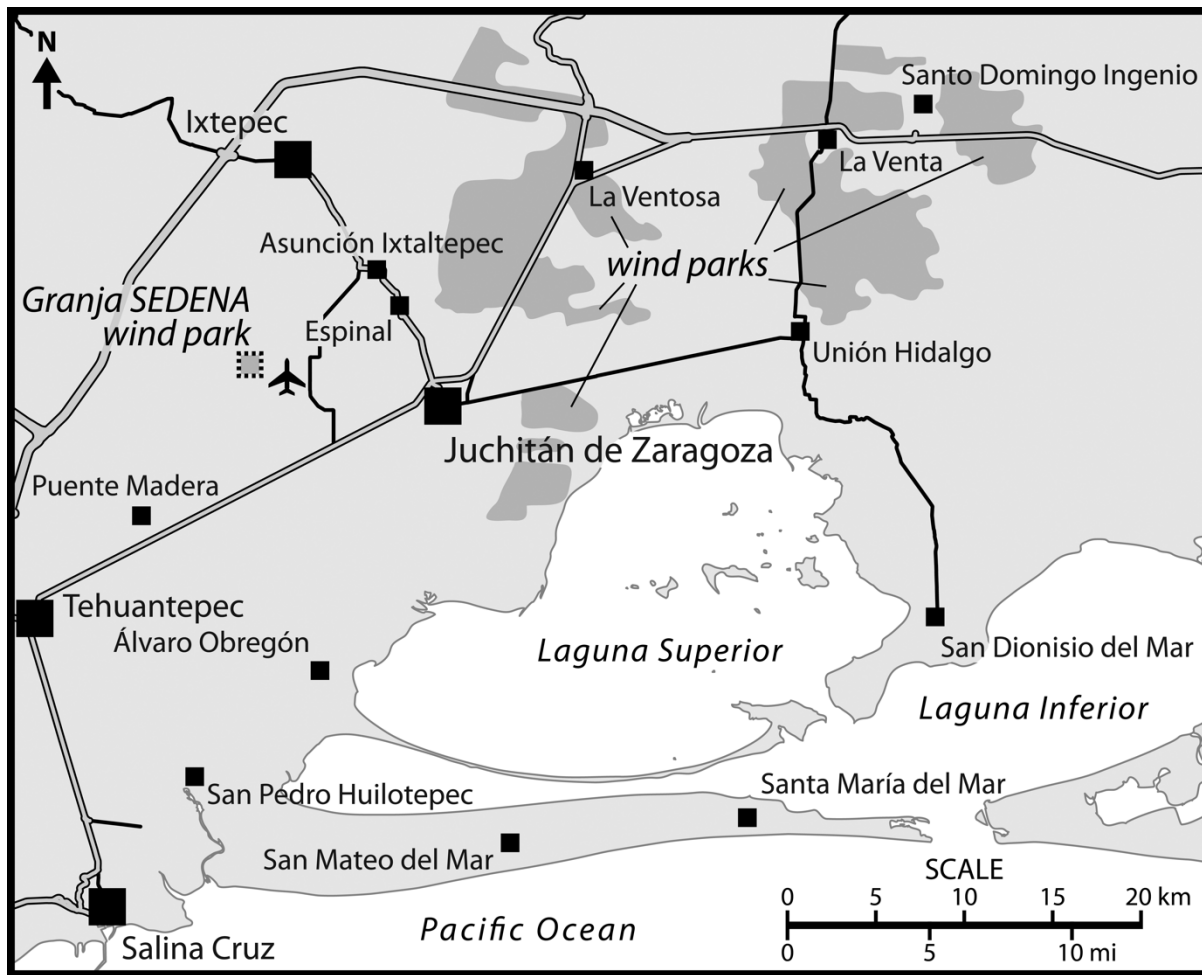 N
Santo Domingo Ingenio
Ixtepec
La Venta
La Ventosa
Asunción Ixtaltepec
wind parks
Granja SEDENA
wind park
Espinal
Unión Hidalgo
Juchitán de Zaragoza
Puente Madera
Tehuantepec
Álvaro Obregón
Laguna Superior
San Dionisio del Mar
Laguna Inferior
San Pedro Huilotepec
Santa María del Mar
San Mateo del Mar
SCALE
0 5 10 15 20 km
0 5 10 mi
Pacific Ocean
Salina Cruz